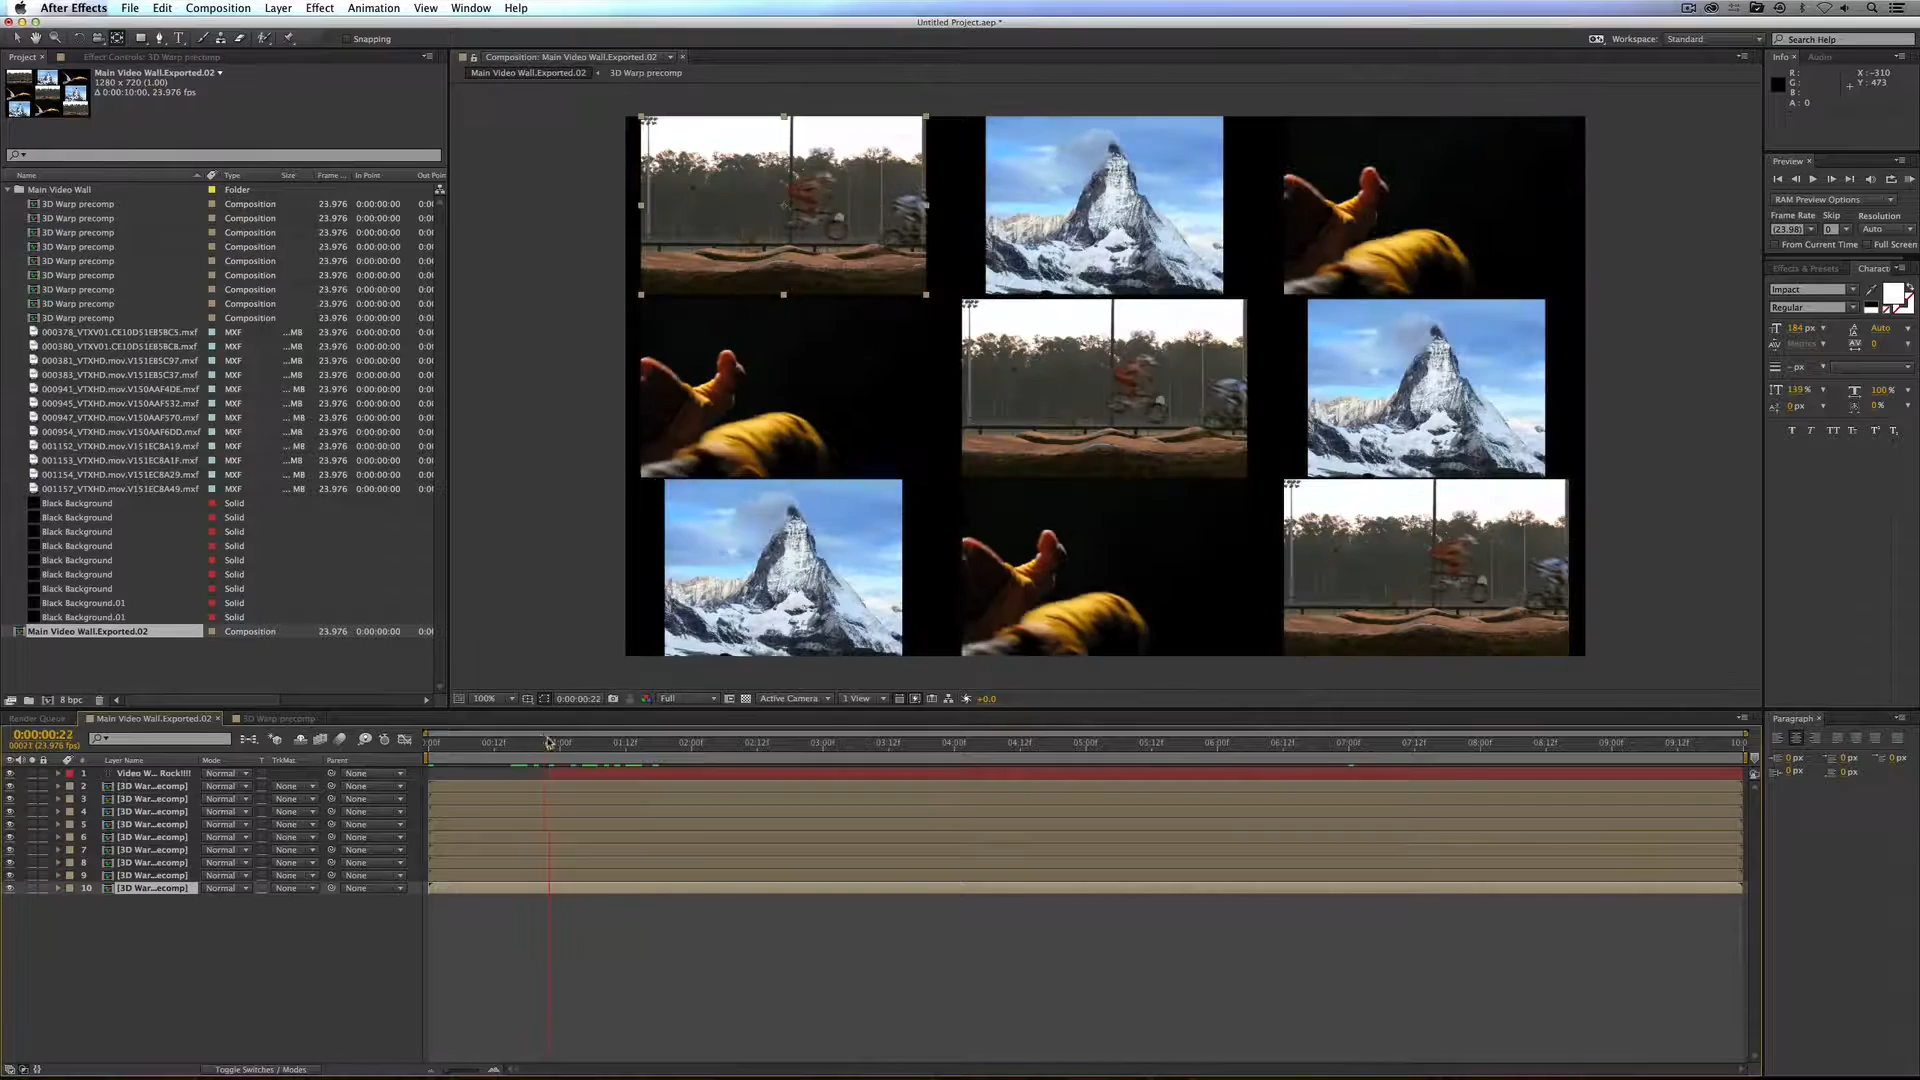 After Effects File Edit Composition Layer Effect Animation View Window Help
Untitled Project.aep *
Snapping
Workspace: Standard
Search Help
Project Effect Controls: 3D Warp precomp
Main Video Wall.Exported.02
1280 x 720 (1.00)
Δ 0:00:10:00, 23.976 fps
Name Type Size Frame ... In Point Out Poin
Main Video Wall Folder
3D Warp precomp Composition 23.976 0:00:00:00 0:0
3D Warp precomp Composition 23.976 0:00:00:00 0:0
3D Warp precomp Composition 23.976 0:00:00:00 0:0
3D Warp precomp Composition 23.976 0:00:00:00 0:0
3D Warp precomp Composition 23.976 0:00:00:00 0:0
3D Warp precomp Composition 23.976 0:00:00:00 0:0
3D Warp precomp Composition 23.976 0:00:00:00 0:0
3D Warp precomp Composition 23.976 0:00:00:00 0:0
3D Warp precomp Composition 23.976 0:00:00:00 0:0
000378_VTXV01.CE10D51EB5BC5.mxf MXF ...MB 23.976 0:00:00:00 0:0
000380_VTXV01.CE10D51EB5BCB.mxf MXF ...MB 23.976 0:00:00:00 0:0
000381_VTXHD.mov.V151EB5C97.mxf MXF ...MB 23.976 0:00:00:00 0:0
000383_VTXHD.mov.V151EB5C37.mxf MXF ...MB 23.976 0:00:00:00 0:0
000941_VTXHD.mov.V150AAF4DE.mxf MXF ... MB 23.976 0:00:00:00 0:0
000945_VTXHD.mov.V150AAF532.mxf MXF ... MB 23.976 0:00:00:00 0:0
000947_VTXHD.mov.V150AAF570.mxf MXF ... MB 23.976 0:00:00:00 0:0
000954_VTXHD.mov.V150AAF6DD.mxf MXF ... MB 23.976 0:00:00:00 0:0
001152_VTXHD.mov.V151EC8A19.mxf MXF ...MB 23.976 0:00:00:00 0:0
001153_VTXHD.mov.V151EC8A1F.mxf MXF ...MB 23.976 0:00:00:00 0:0
001154_VTXHD.mov.V151EC8A29.mxf MXF ... MB 23.976 0:00:00:00 0:0
001157_VTXHD.mov.V151EC8A49.mxf MXF ... MB 23.976 0:00:00:00 0:0
Black Background Solid
Black Background Solid
Black Background Solid
Black Background Solid
Black Background Solid
Black Background Solid
Black Background Solid
Black Background.01 Solid
Black Background.01 Solid
Main Video Wall.Exported.02 Composition 23.976 0:00:00:00 0:0
8 bpc
Composition: Main Video Wall.Exported.02
Main Video Wall.Exported.02 3D Warp precomp
100% 0:00:00:22 Full Active Camera 1 View +0.0
Info Audio
R: X: -310
G: Y: 473
B:
A: 0
Preview
RAM Preview Options
Frame Rate Skip Resolution
(23.98) 0 Auto
From Current Time Full Screen
Effects & Presets Charact
Impact
Regular
184 px Auto
Metrics 0
- px
139% 100%
0 px 0 %
T T TT Tt T¹ T₁
Paragraph
0 px 0 px 0 px
0 px 0 px
Render Queue Main Video Wall.Exported.02 3D Warp precomp
0:00:00:22
00021 (23.976 fps)
:00f 00:12f 01:00f 01:12f 02:00f 02:12f 03:00f 03:12f 04:00f 04:12f 05:00f 05:12f 06:00f 06:12f 07:00f 07:12f 08:00f 08:12f 09:00f 09:12f 10:0
# Layer Name Mode T TrkMat Parent
1 Video W... Rock!!!! Normal None
2 [3D War...ecomp] Normal None None
3 [3D War...ecomp] Normal None None
4 [3D War...ecomp] Normal None None
5 [3D War...ecomp] Normal None None
6 [3D War...ecomp] Normal None None
7 [3D War...ecomp] Normal None None
8 [3D War...ecomp] Normal None None
9 [3D War...ecomp] Normal None None
10 [3D War...ecomp] Normal None None
Toggle Switches / Modes